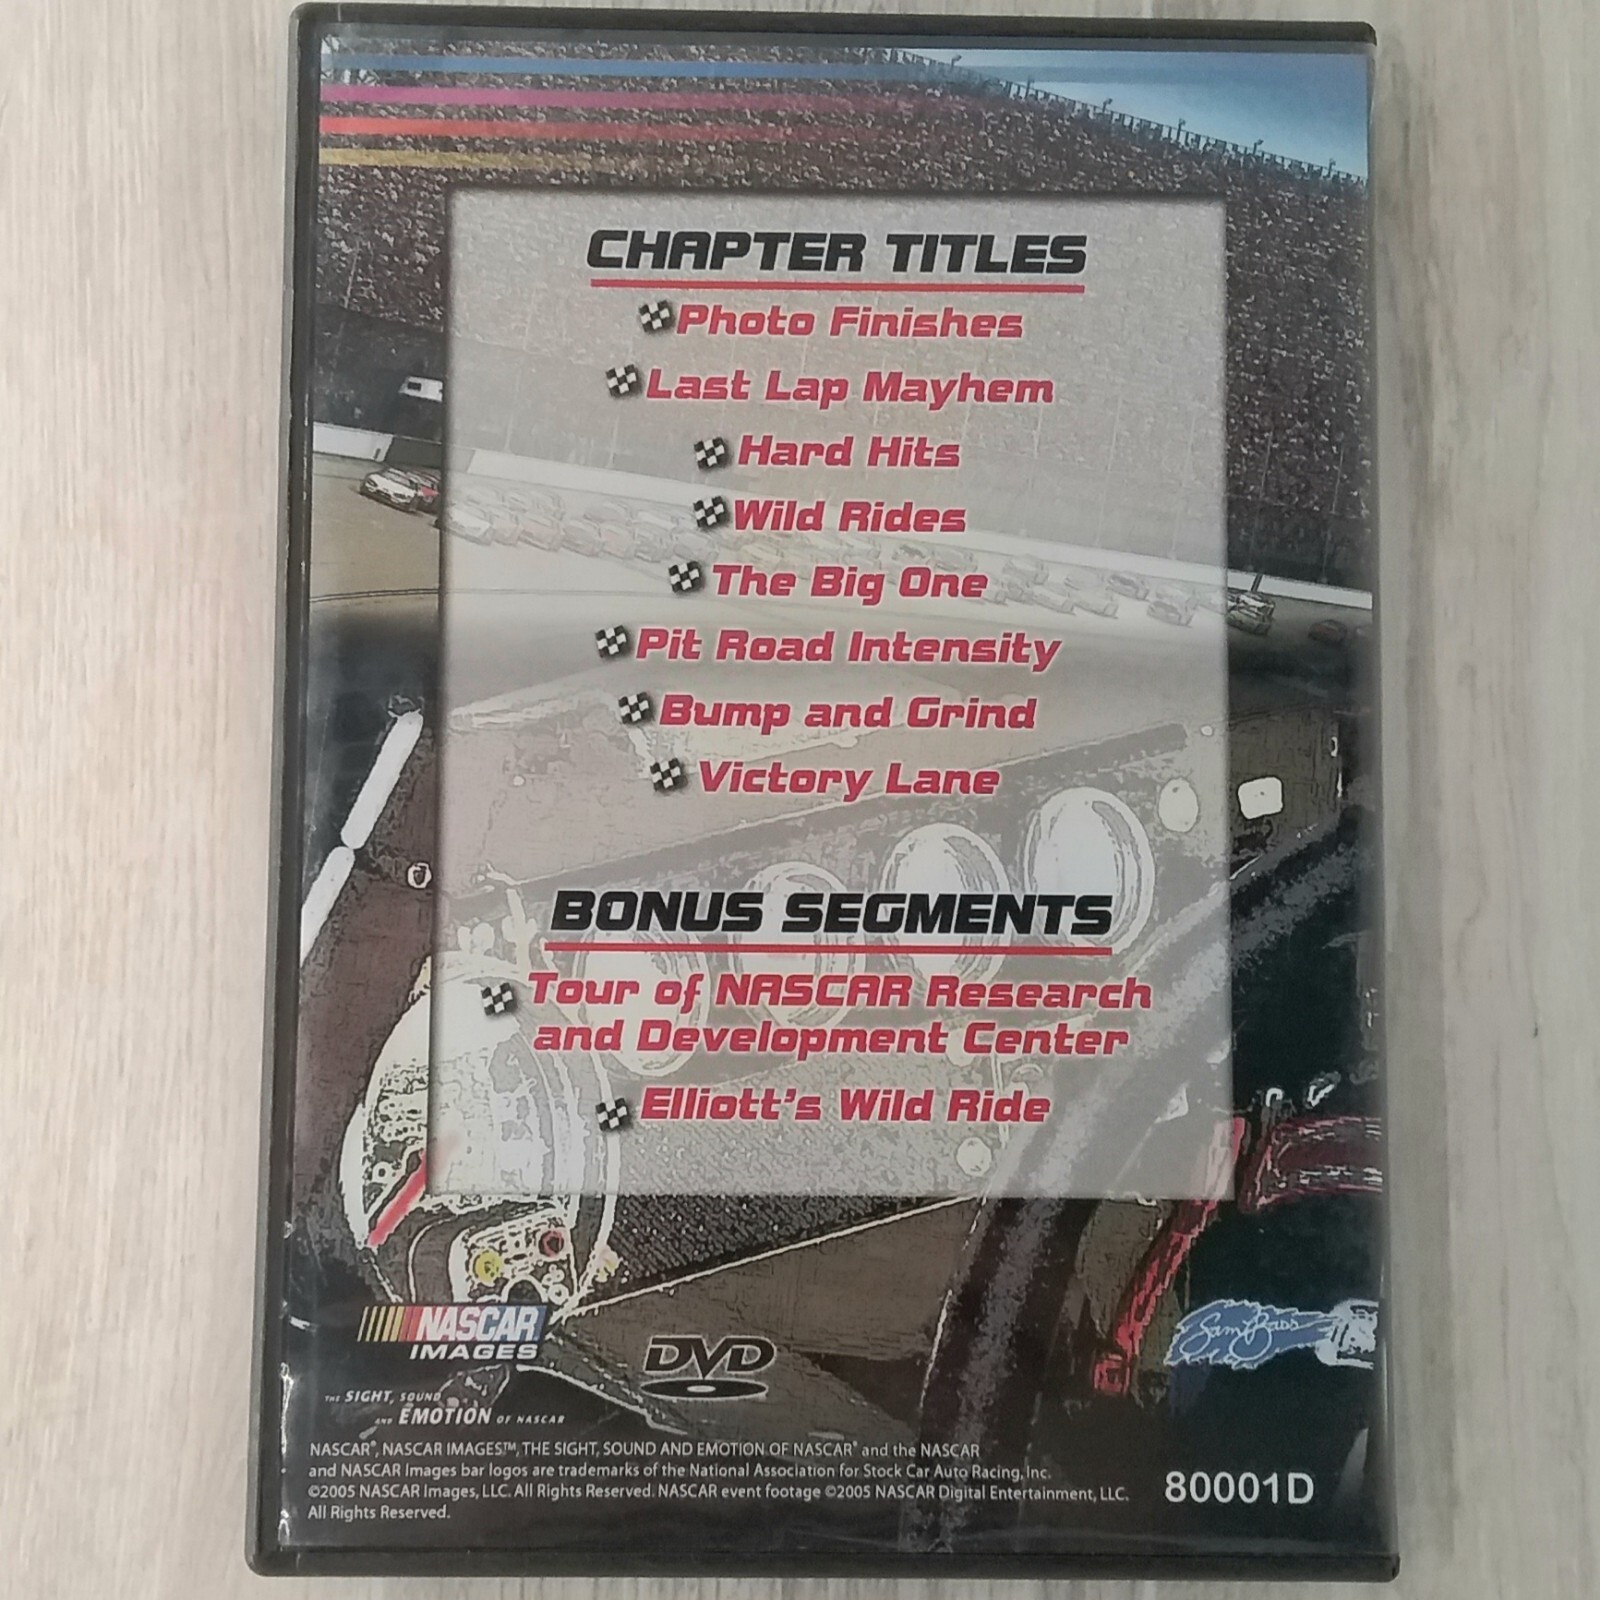 CHAPTER TITLES
Photo Finishes
Last Lap Mayhem
Hard Hits
Wild Rides
The Big One
Pit Road Intensity
Bump and Grind
Victory Lane
BONUS SEGMENTS
Tour of NASCAR Research
and Development Center
Elliott's Wild Ride
NASCAR
IMAGES
DVD
Sam Bass
THE SIGHT, SOUND
AND EMOTION OF NASCAR
NASCAR®, NASCAR IMAGES™, THE SIGHT, SOUND AND EMOTION OF NASCAR® and the NASCAR
and NASCAR Images bar logos are trademarks of the National Association for Stock Car Auto Racing, Inc.
©2005 NASCAR Images, LLC. All Rights Reserved. NASCAR event footage ©2005 NASCAR Digital Entertainment, LLC.
All Rights Reserved.
80001D